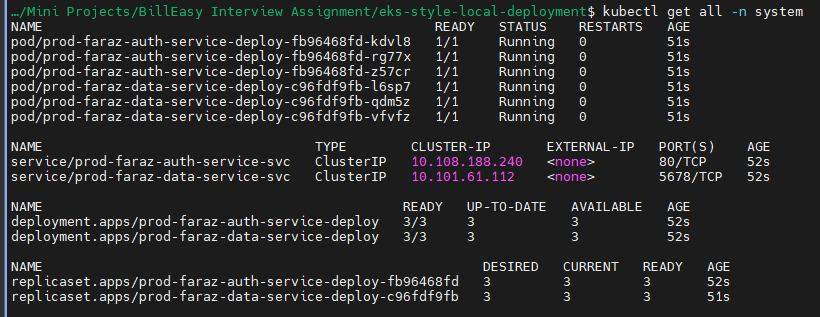 …/Mini Projects/BillEasy Interview Assignment/eks-style-local-deployment$ kubectl get all -n system
NAME READY STATUS RESTARTS AGE
pod/prod-faraz-auth-service-deploy-fb96468fd-kdvl8 1/1 Running 0 51s
pod/prod-faraz-auth-service-deploy-fb96468fd-rg77x 1/1 Running 0 51s
pod/prod-faraz-auth-service-deploy-fb96468fd-z57cr 1/1 Running 0 51s
pod/prod-faraz-data-service-deploy-c96fdf9fb-l6sp7 1/1 Running 0 51s
pod/prod-faraz-data-service-deploy-c96fdf9fb-qdm5z 1/1 Running 0 51s
pod/prod-faraz-data-service-deploy-c96fdf9fb-vfvfz 1/1 Running 0 51s
NAME TYPE CLUSTER-IP EXTERNAL-IP PORT(S) AGE
service/prod-faraz-auth-service-svc ClusterIP 10.108.188.240 <none> 80/TCP 52s
service/prod-faraz-data-service-svc ClusterIP 10.101.61.112 <none> 5678/TCP 52s
NAME READY UP-TO-DATE AVAILABLE AGE
deployment.apps/prod-faraz-auth-service-deploy 3/3 3 3 52s
deployment.apps/prod-faraz-data-service-deploy 3/3 3 3 52s
NAME DESIRED CURRENT READY AGE
replicaset.apps/prod-faraz-auth-service-deploy-fb96468fd 3 3 3 52s
replicaset.apps/prod-faraz-data-service-deploy-c96fdf9fb 3 3 3 51s